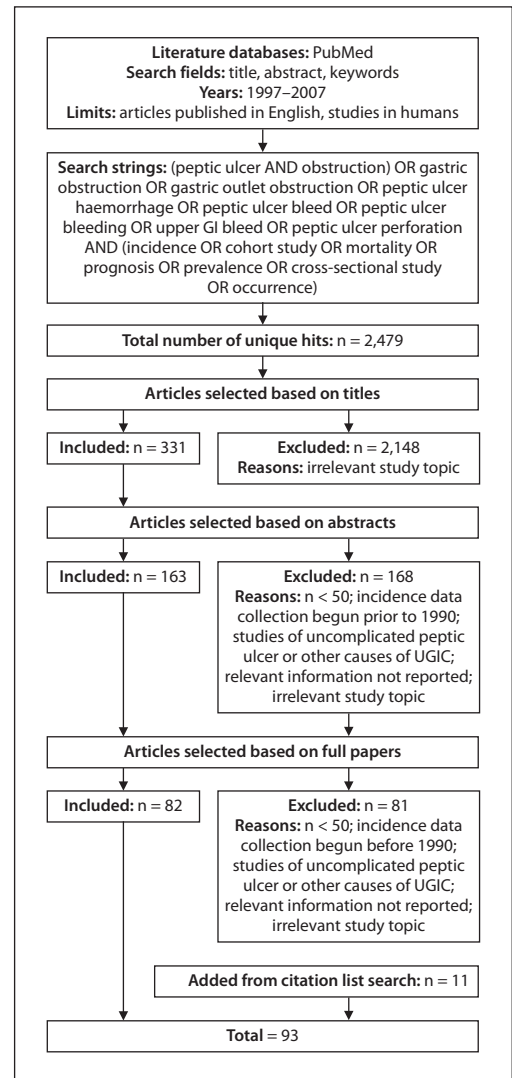 Literature databases: PubMed
Search fields: title, abstract, keywords
Years: 1997–2007
Limits: articles published in English, studies in humans
Search strings: (peptic ulcer AND obstruction) OR gastric
obstruction OR gastric outlet obstruction OR peptic ulcer
haemorrhage OR peptic ulcer bleed OR peptic ulcer
bleeding OR upper GI bleed OR peptic ulcer perforation
AND (incidence OR cohort study OR mortality OR
prognosis OR prevalence OR cross-sectional study
OR occurrence)
Total number of unique hits: n = 2,479
Articles selected based on titles
Included: n = 331
Excluded: n = 2,148
Reasons: irrelevant study topic
Articles selected based on abstracts
Included: n = 163
Excluded: n = 168
Reasons: n < 50; incidence data
collection begun prior to 1990;
studies of uncomplicated peptic
ulcer or other causes of UGIC;
relevant information not reported;
irrelevant study topic
Articles selected based on full papers
Included: n = 82
Excluded: n = 81
Reasons: n < 50; incidence data
collection begun before 1990;
studies of uncomplicated peptic
ulcer or other causes of UGIC;
relevant information not reported;
irrelevant study topic
Added from citation list search: n = 11
Total = 93